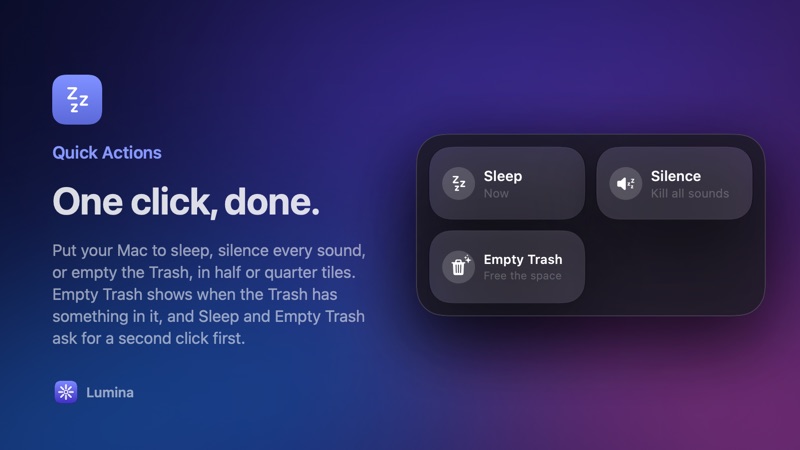 Quick Actions
One click, done.
Put your Mac to sleep, silence every sound,
or empty the Trash, in half or quarter tiles.
Empty Trash shows when the Trash has
something in it, and Sleep and Empty Trash
ask for a second click first.
Lumina
Sleep
Now
Silence
Kill all sounds
Empty Trash
Free the space